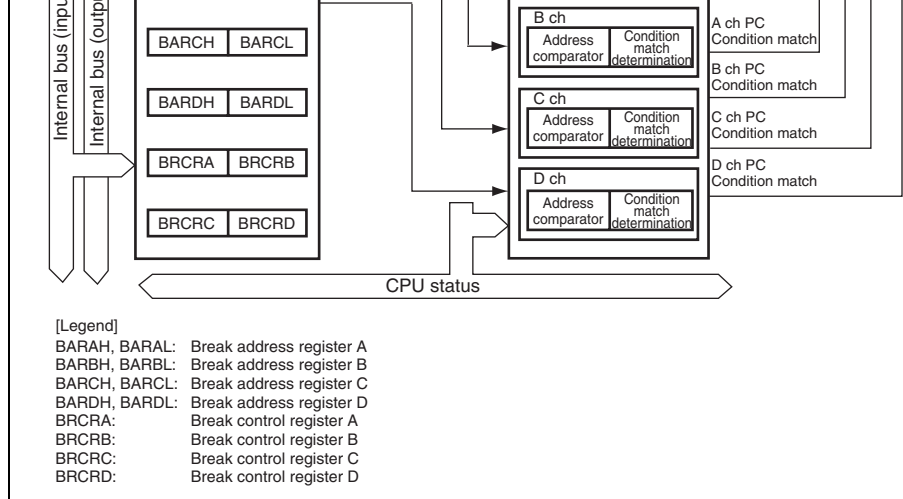 Internal bus (inpu
Internal bus (outp
BARCH BARCL
BARDH BARDL
BRCRA BRCRB
BRCRC BRCRD
B ch
Address comparator
Condition match determination
C ch
Address comparator
Condition match determination
D ch
Address comparator
Condition match determination
A ch PC
Condition match
B ch PC
Condition match
C ch PC
Condition match
D ch PC
Condition match
CPU status
[Legend]
BARAH, BARAL: Break address register A
BARBH, BARBL: Break address register B
BARCH, BARCL: Break address register C
BARDH, BARDL: Break address register D
BRCRA: Break control register A
BRCRB: Break control register B
BRCRC: Break control register C
BRCRD: Break control register D